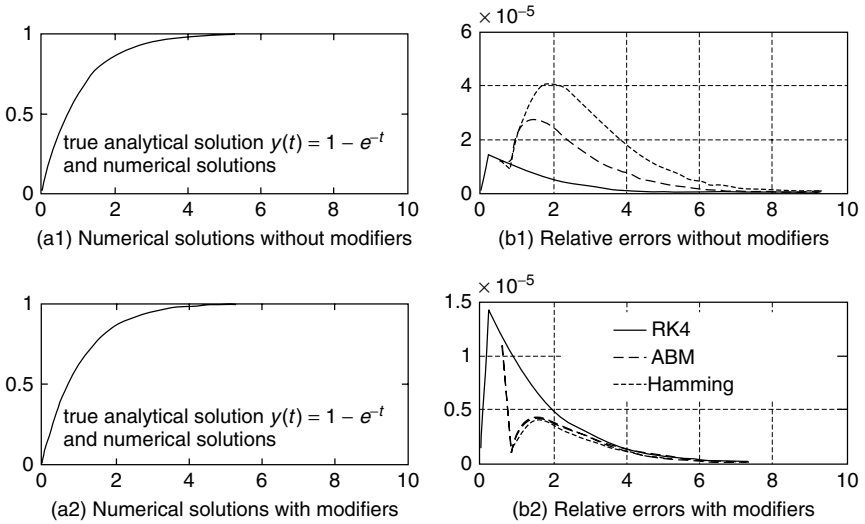 1
0.5
0
0 2 4 6 8 10
true analytical solution y(t) = 1 − e^−t
and numerical solutions
(a1) Numerical solutions without modifiers
× 10^−5
6
4
2
0
0 2 4 6 8 10
(b1) Relative errors without modifiers
1
0.5
0
0 2 4 6 8 10
true analytical solution y(t) = 1 − e^−t
and numerical solutions
(a2) Numerical solutions with modifiers
× 10^−5
1.5
1
0.5
0
0 2 4 6 8 10
RK4
ABM
Hamming
(b2) Relative errors with modifiers